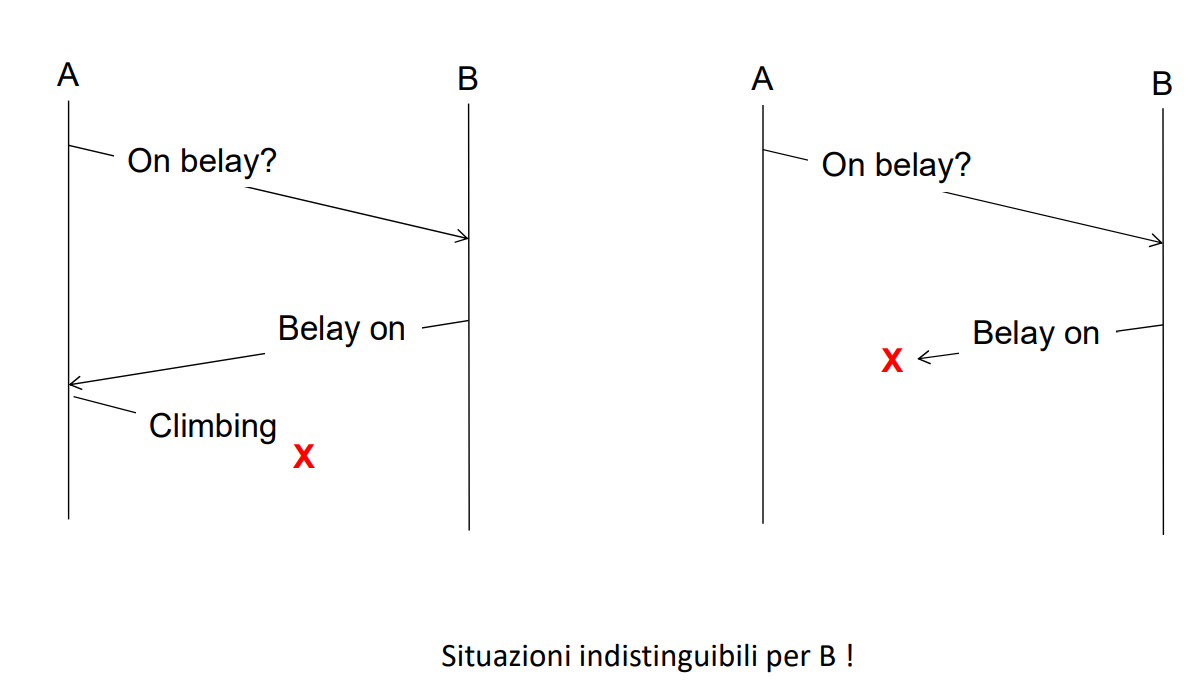 A
B
On belay?
Belay on
Climbing
X
A
B
On belay?
Belay on
X
Situazioni indistinguibili per B !